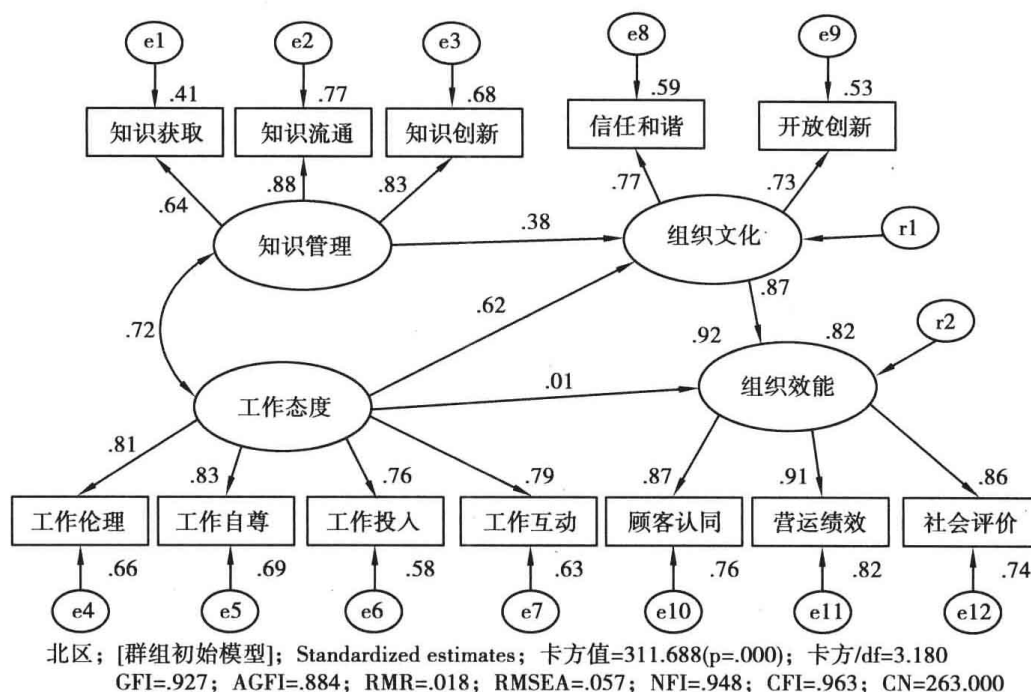 e1 e2 e3 e8 e9
.41 .77 .68 .59 .53
知识获取 知识流通 知识创新 信任和谐 开放创新
.64 .88 .83 .77 .73
知识管理 .38 组织文化 r1
.72 .62 .87
.92 .82 r2
工作态度 .01 组织效能
.81 .83 .76 .79 .87 .91 .86
工作伦理 工作自尊 工作投入 工作互动 顾客认同 营运绩效 社会评价
.66 .69 .58 .63 .76 .82 .74
e4 e5 e6 e7 e10 e11 e12
北区；[群组初始模型]；Standardized estimates；卡方值=311.688(p=.000)；卡方/df=3.180
GFI=.927；AGFI=.884；RMR=.018；RMSEA=.057；NFI=.948；CFI=.963；CN=263.000